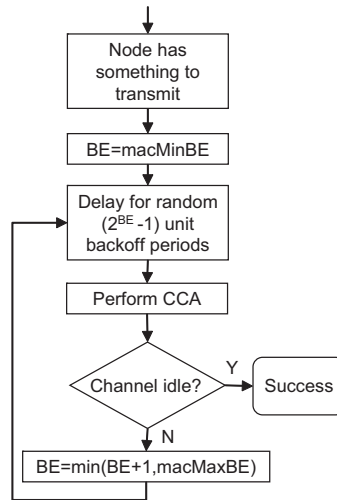 Node has
something to
transmit
BE=macMinBE
Delay for random
(2^BE -1) unit
backoff periods
Perform CCA
Channel idle?
Y
Success
N
BE=min(BE+1,macMaxBE)